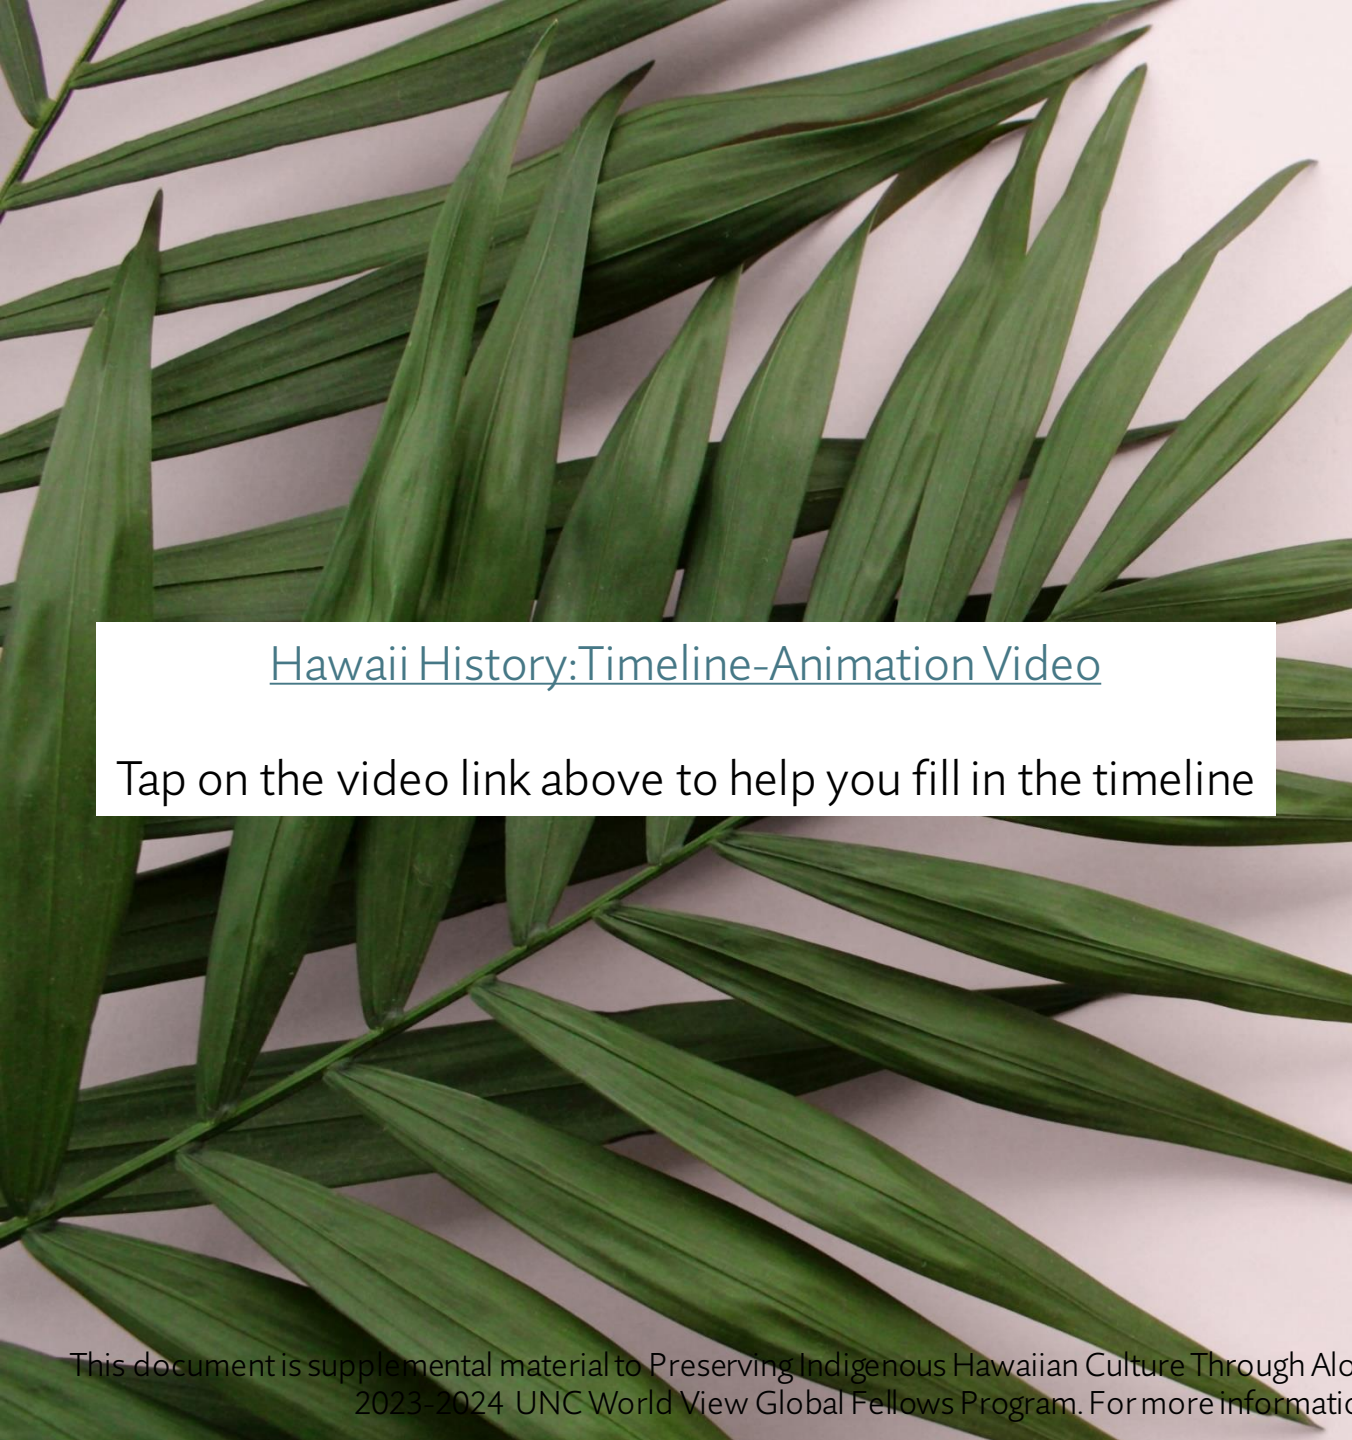 Hawaii History:Timeline-Animation Video
Tap on the video link above to help you fill in the timeline
This document is supplemental material to Preserving Indigenous Hawaiian Culture Through
2023-2024 UNC World View Global Fellows Program. For more